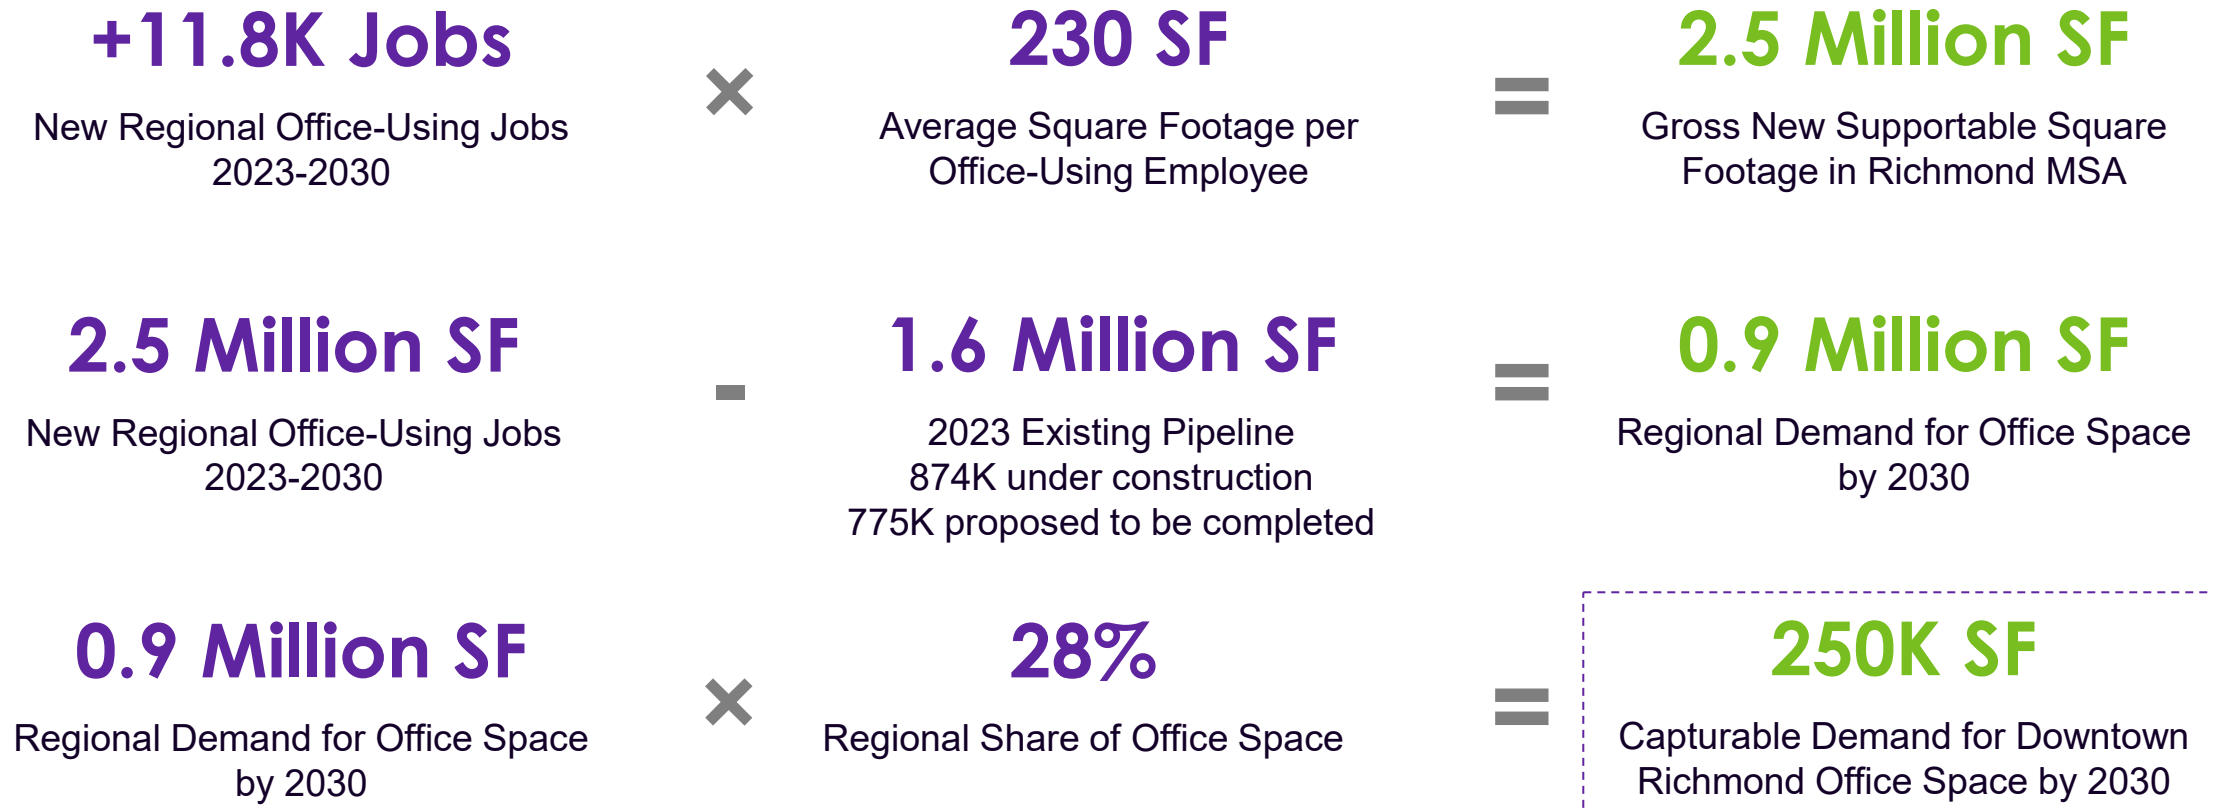 +11.8K Jobs
×
230 SF
=
2.5 Million SF
New Regional Office-Using Jobs
2023-2030
Average Square Footage per
Office-Using Employee
Gross New Supportable Square
Footage in Richmond MSA
2.5 Million SF
-
1.6 Million SF
=
0.9 Million SF
New Regional Office-Using Jobs
2023-2030
2023 Existing Pipeline
874K under construction
775K proposed to be completed
Regional Demand for Office Space
by 2030
0.9 Million SF
×
28%
=
250K SF
Regional Demand for Office Space
by 2030
Regional Share of Office Space
Capturable Demand for Downtown
Richmond Office Space by 2030